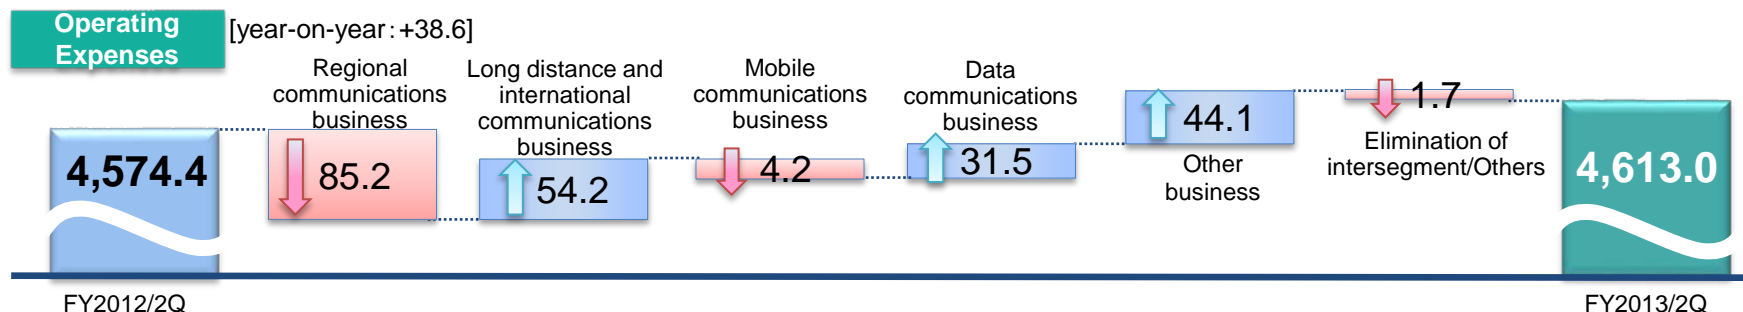 Operating
Expenses
[year-on-year:+38.6]
Regional
communications
business
Long distance and
international
communications
business
Mobile
communications
business
Data
communications
business
4,574.4
85.2
54.2
4.2
31.5
44.1
Other
business
1.7
Elimination of
intersegment/Others
4,613.0
FY2012/2Q
FY2013/2Q